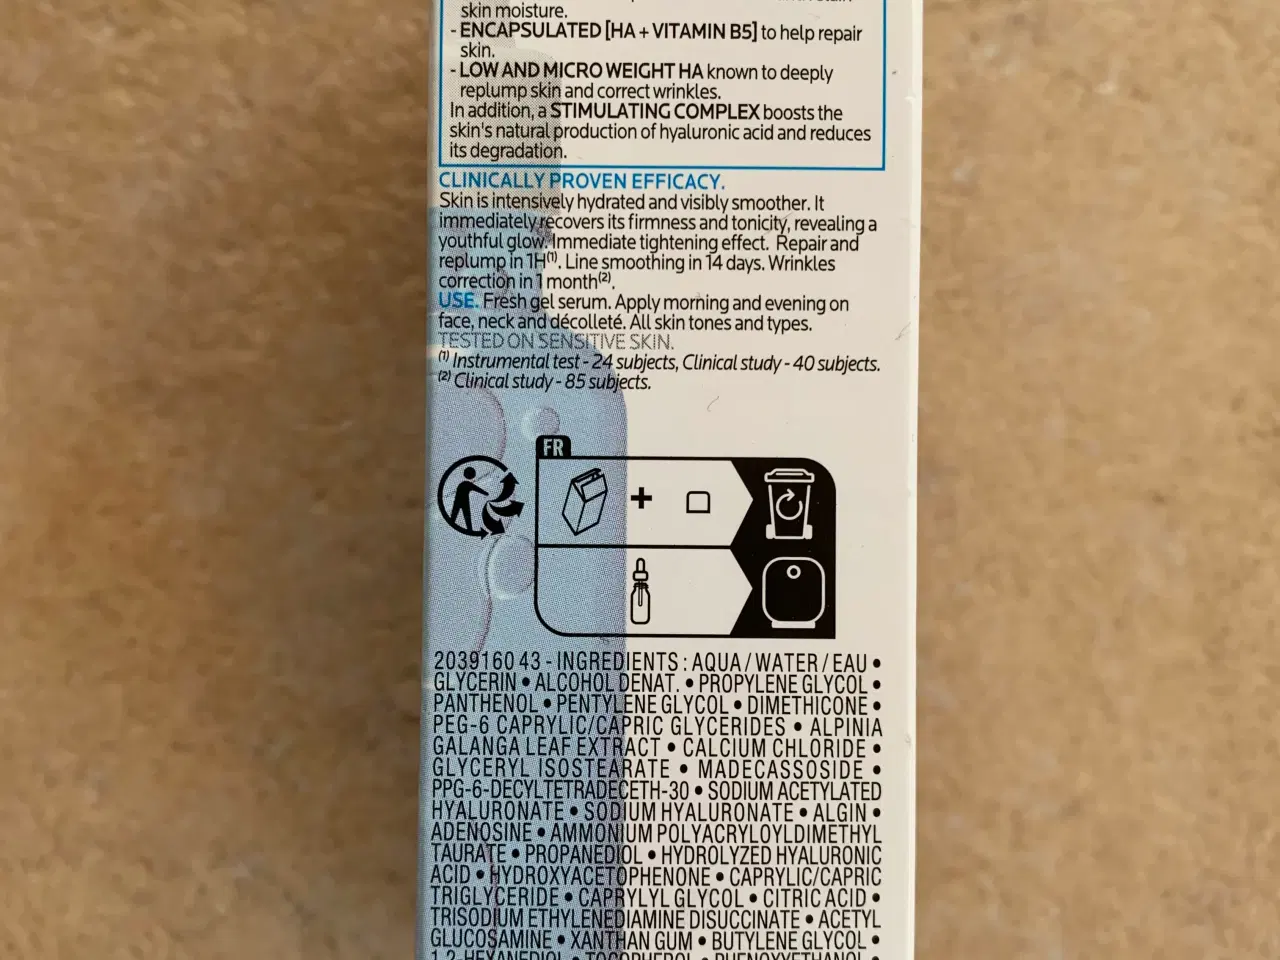 skin moisture.
- ENCAPSULATED [HA + VITAMIN B5] to help repair
skin.
- LOW AND MICRO WEIGHT HA known to deeply
replump skin and correct wrinkles.
In addition, a STIMULATING COMPLEX boosts the
skin's natural production of hyaluronic acid and reduces
its degradation.
CLINICALLY PROVEN EFFICACY.
Skin is intensively hydrated and visibly smoother. It
immediately recovers its firmness and tonicity, revealing a
youthful glow. Immediate tightening effect. Repair and
replump in 1H(1). Line smoothing in 14 days. Wrinkles
correction in 1 month(2).
USE. Fresh gel serum. Apply morning and evening on
face, neck and décolleté. All skin tones and types.
TESTED ON SENSITIVE SKIN.
(1) Instrumental test - 24 subjects, Clinical study - 40 subjects.
(2) Clinical study - 85 subjects.
FR
+
2039160 43 - INGREDIENTS : AQUA / WATER / EAU •
GLYCERIN • ALCOHOL DENAT. • PROPYLENE GLYCOL •
PANTHENOL • PENTYLENE GLYCOL • DIMETHICONE •
PEG-6 CAPRYLIC/CAPRIC GLYCERIDES • ALPINIA
GALANGA LEAF EXTRACT • CALCIUM CHLORIDE •
GLYCERYL ISOSTEARATE • MADECASSOSIDE •
PPG-6-DECYLTETRADECETH-30 • SODIUM ACETYLATED
HYALURONATE • SODIUM HYALURONATE • ALGIN •
ADENOSINE • AMMONIUM POLYACRYLOYLDIMETHYL
TAURATE • PROPANEDIOL • HYDROLYZED HYALURONIC
ACID • HYDROXYACETOPHENONE • CAPRYLIC/CAPRIC
TRIGLYCERIDE • CAPRYLYL GLYCOL • CITRIC ACID •
TRISODIUM ETHYLENEDIAMINE DISUCCINATE • ACETYL
GLUCOSAMINE • XANTHAN GUM • BUTYLENE GLYCOL •
1,2-HEXANEDIOL • TOCOPHEROL • PHENOXYETHANOL •